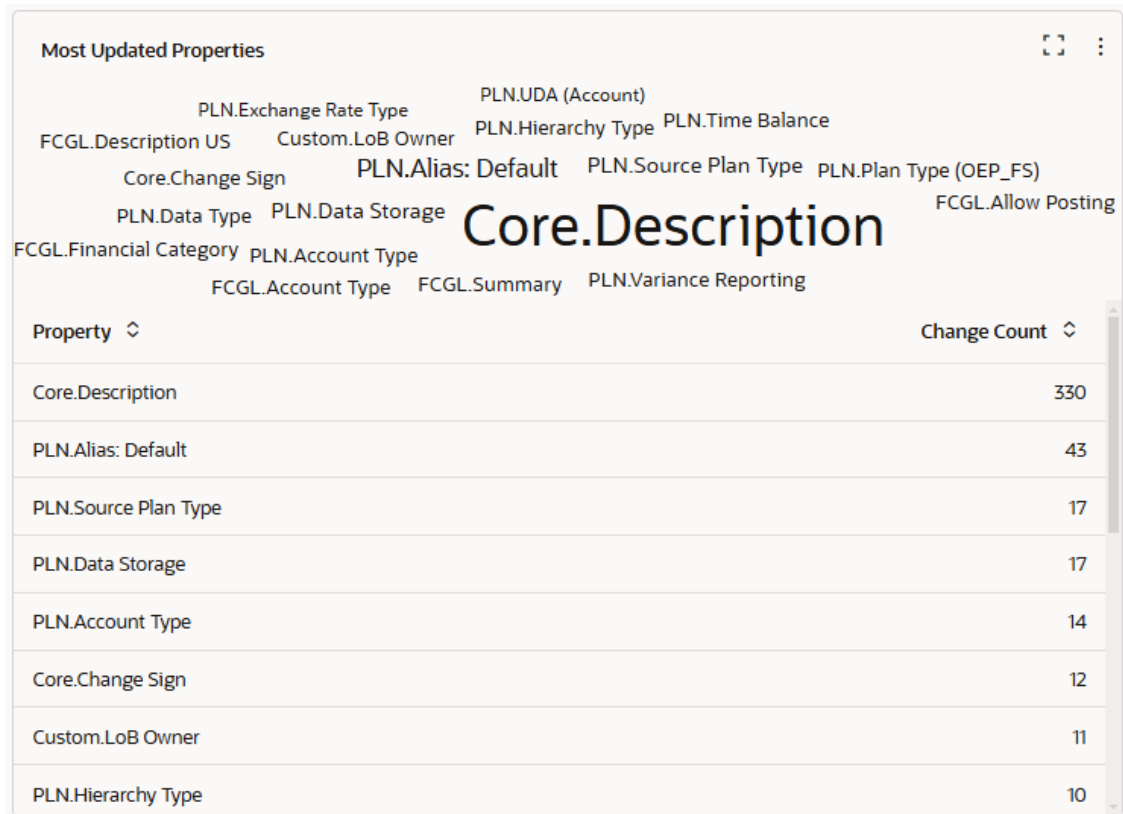 Most Updated Properties
PLN.UDA (Account)
PLN.Exchange Rate Type
PLN.Hierarchy Type PLN.Time Balance
FCGL.Description US Custom.LoB Owner
PLN.Alias: Default PLN.Source Plan Type PLN.Plan Type (OEP_FS)
Core.Change Sign
FCGL.Allow Posting
PLN.Data Type PLN.Data Storage Core.Description
FCGL.Financial Category PLN.Account Type
FCGL.Account Type FCGL.Summary PLN.Variance Reporting
Property Change Count
Core.Description 330
PLN.Alias: Default 43
PLN.Source Plan Type 17
PLN.Data Storage 17
PLN.Account Type 14
Core.Change Sign 12
Custom.LoB Owner 11
PLN.Hierarchy Type 10